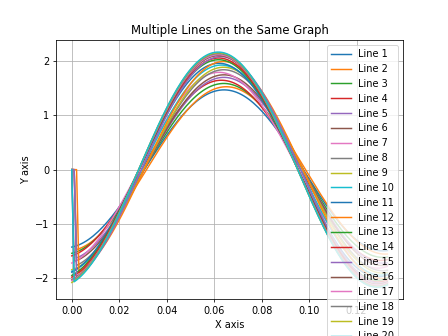 Multiple Lines on the Same Graph
Y axis
2
1
0
−1
−2
0.00
0.02
0.04
0.06
0.08
0.10
X axis
Line 1
Line 2
Line 3
Line 4
Line 5
Line 6
Line 7
Line 8
Line 9
Line 10
Line 11
Line 12
Line 13
Line 14
Line 15
Line 16
Line 17
Line 18
Line 19
Line 20